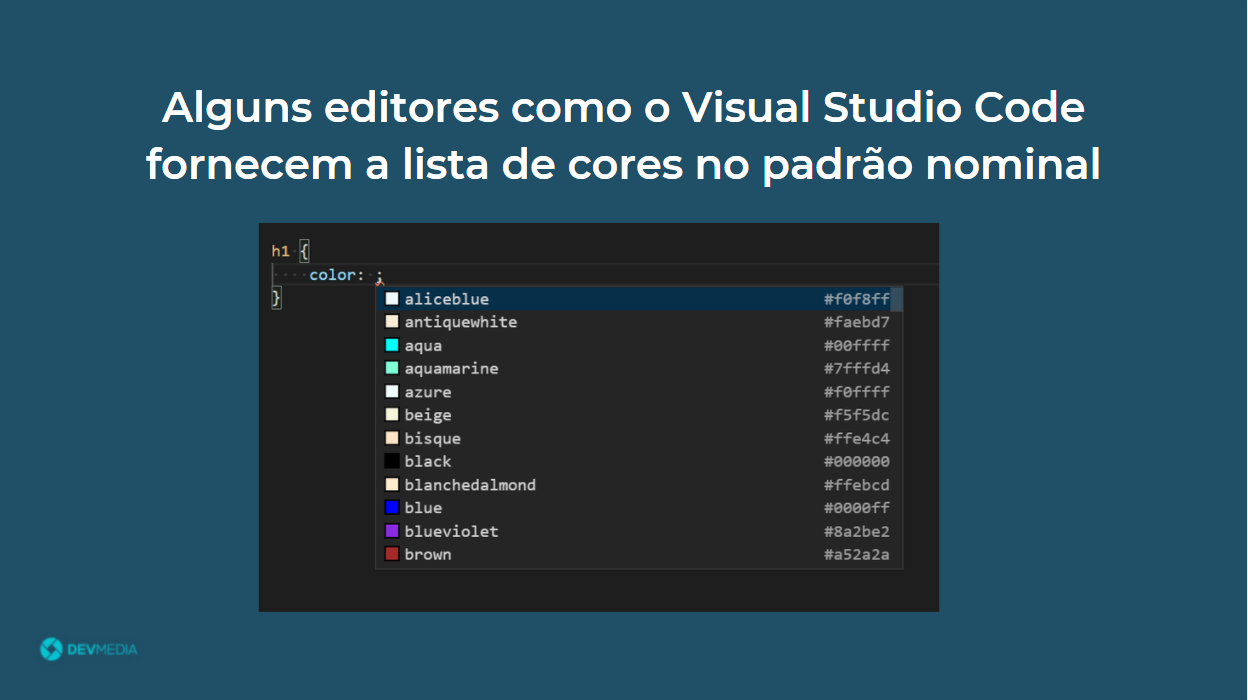 Alguns editores como o Visual Studio Code
fornecem a lista de cores no padrão nominal
h1 {
color: ;
}
aliceblue #f0f8ff
antiquewhite #faebd7
aqua #00ffff
aquamarine #7fffd4
azure #f0ffff
beige #f5f5dc
bisque #ffe4c4
black #000000
blanchedalmond #ffebcd
blue #0000ff
blueviolet #8a2be2
brown #a52a2a
DEVMEDIA